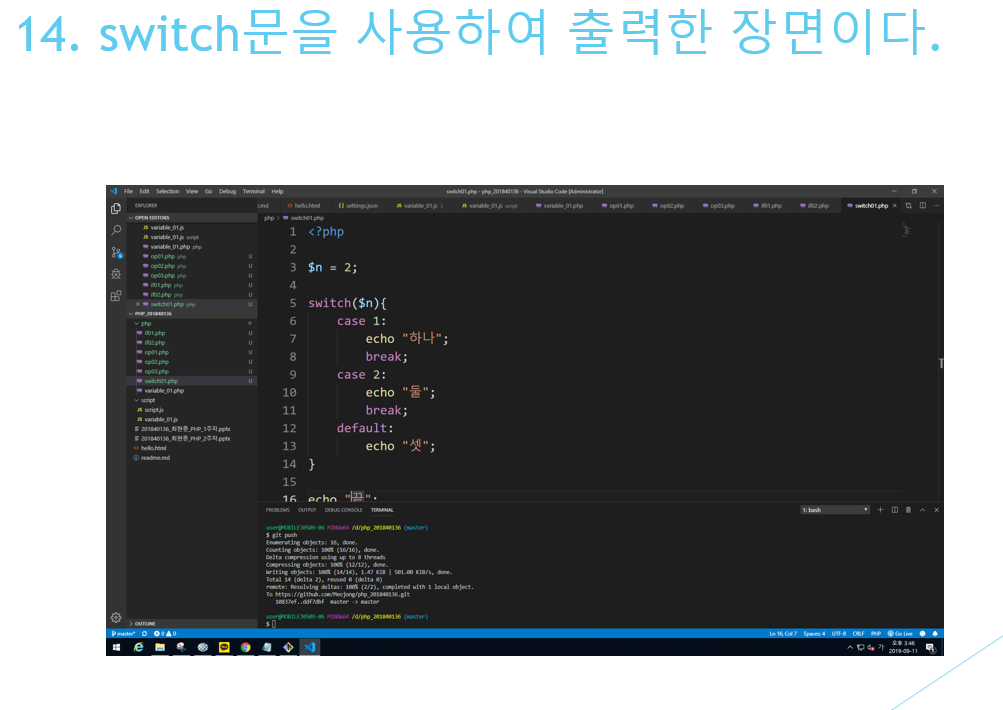 14. switch문을 사용하여 출력한 장면이다.
File Edit Selection View Go Debug Terminal Help
switch01.php - php_201840136 - Visual Studio Code [Administrator]
EXPLORER
.md hello.html settings.json variable_01.js variable_01.js script variable_01.php op01.php op02.php op03.php if01.php if02.php switch01.php
OPEN EDITORS
variable_01.js
variable_01.js script
variable_01.php php
op01.php php U
op02.php php U
op03.php php U
if01.php php U
if02.php php U
switch01.php php U
PHP_201840136
php
if01.php U
if02.php U
op01.php U
op02.php U
op03.php U
switch01.php U
variable_01.php
script
script.js
variable_01.js
201840136_최현종_PHP_1주차.pptx
201840136_최현종_PHP_2주차.pptx
hello.html
readme.md
OUTLINE
php > switch01.php
1 <?php
2
3 $n = 2;
4
5 switch($n){
6 case 1:
7 echo "하나";
8 break;
9 case 2:
10 echo "둘";
11 break;
12 default:
13 echo "셋";
14 }
15
16 echo "끝";
PROBLEMS OUTPUT DEBUG CONSOLE TERMINAL
1: bash
user@MOBILE30509-06 MINGW64 /d/php_201840136 (master)
$ git push
Enumerating objects: 16, done.
Counting objects: 100% (16/16), done.
Delta compression using up to 8 threads
Compressing objects: 100% (12/12), done.
Writing objects: 100% (14/14), 1.47 KiB | 501.00 KiB/s, done.
Total 14 (delta 2), reused 0 (delta 0)
remote: Resolving deltas: 100% (2/2), completed with 1 local object.
To https://github.com/Meojong/php_201840136.git
10837ef..ddf7dbf master -> master
user@MOBILE30509-06 MINGW64 /d/php_201840136 (master)
$
master* 0 0
Ln 16, Col 7 Spaces: 4 UTF-8 CRLF PHP Go Live
가 오후 3:46
2019-09-11